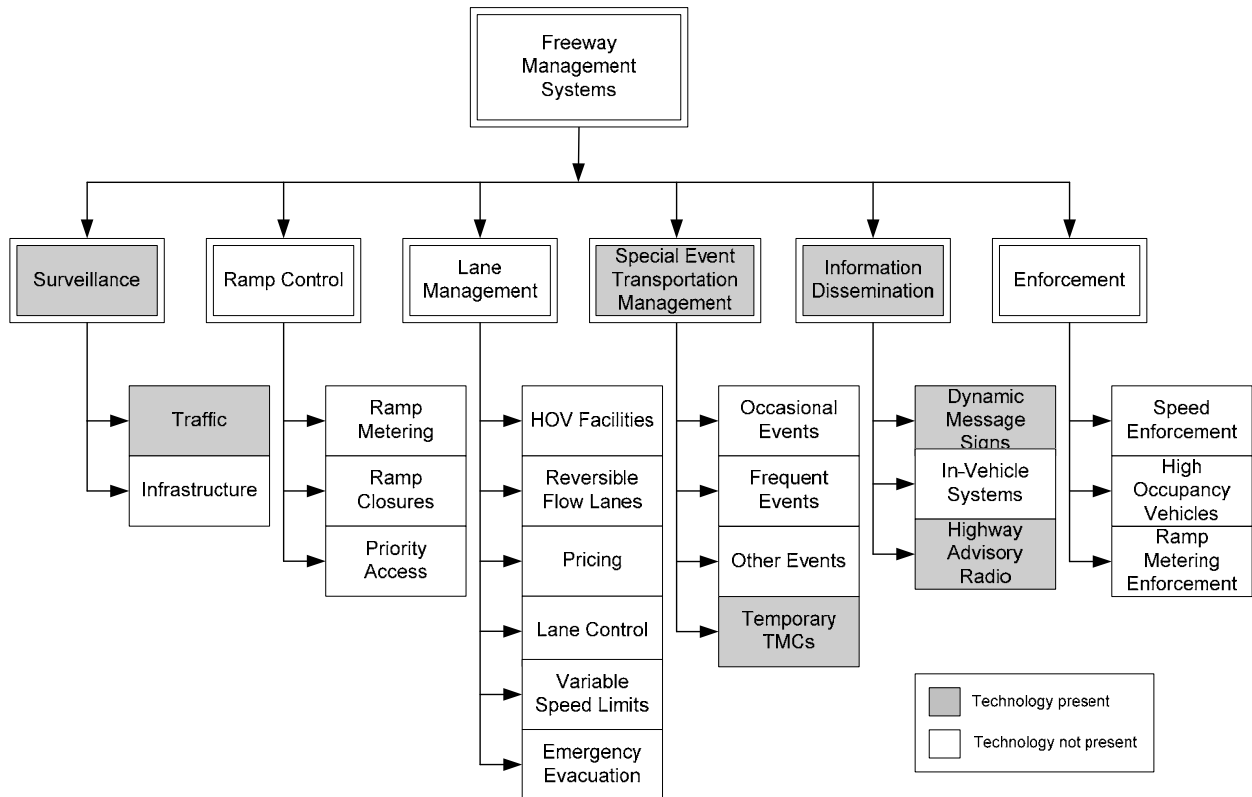 Freeway
Management
Systems
Surveillance
Ramp Control
Lane
Management
Special Event
Transportation
Management
Information
Dissemination
Enforcement
Traffic
Infrastructure
Ramp
Metering
Ramp
Closures
Priority
Access
HOV Facilities
Reversible
Flow Lanes
Pricing
Lane Control
Variable
Speed Limits
Emergency
Evacuation
Occasional
Events
Frequent
Events
Other Events
Temporary
TMCs
Dynamic
Message
Signs
In-Vehicle
Systems
Highway
Advisory
Radio
Speed
Enforcement
High
Occupancy
Vehicles
Ramp
Metering
Enforcement
Technology present
Technology not present